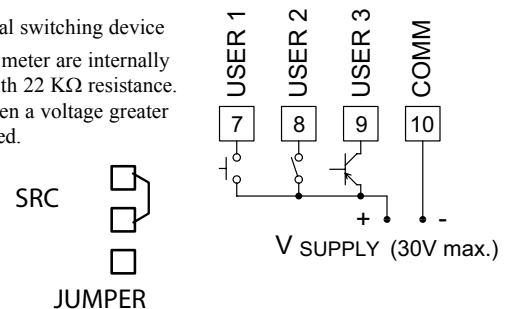 al switching device
meter are internally
th 22 KΩ resistance.
en a voltage greater
ed.
USER 1
USER 2
USER 3
COMM
7
8
9
10
+
-
V SUPPLY (30V max.)
SRC
JUMPER